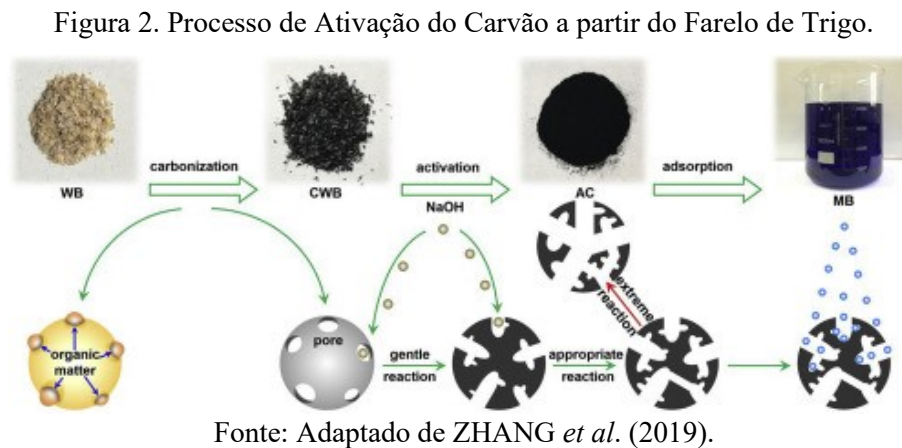 Figura 2. Processo de Ativação do Carvão a partir do Farelo de Trigo.
WB
carbonization
CWB
activation
NaOH
AC
adsorption
MB
organic
matter
pore
gentle
reaction
appropriate
reaction
extreme
reaction
Fonte: Adaptado de ZHANG et al. (2019).